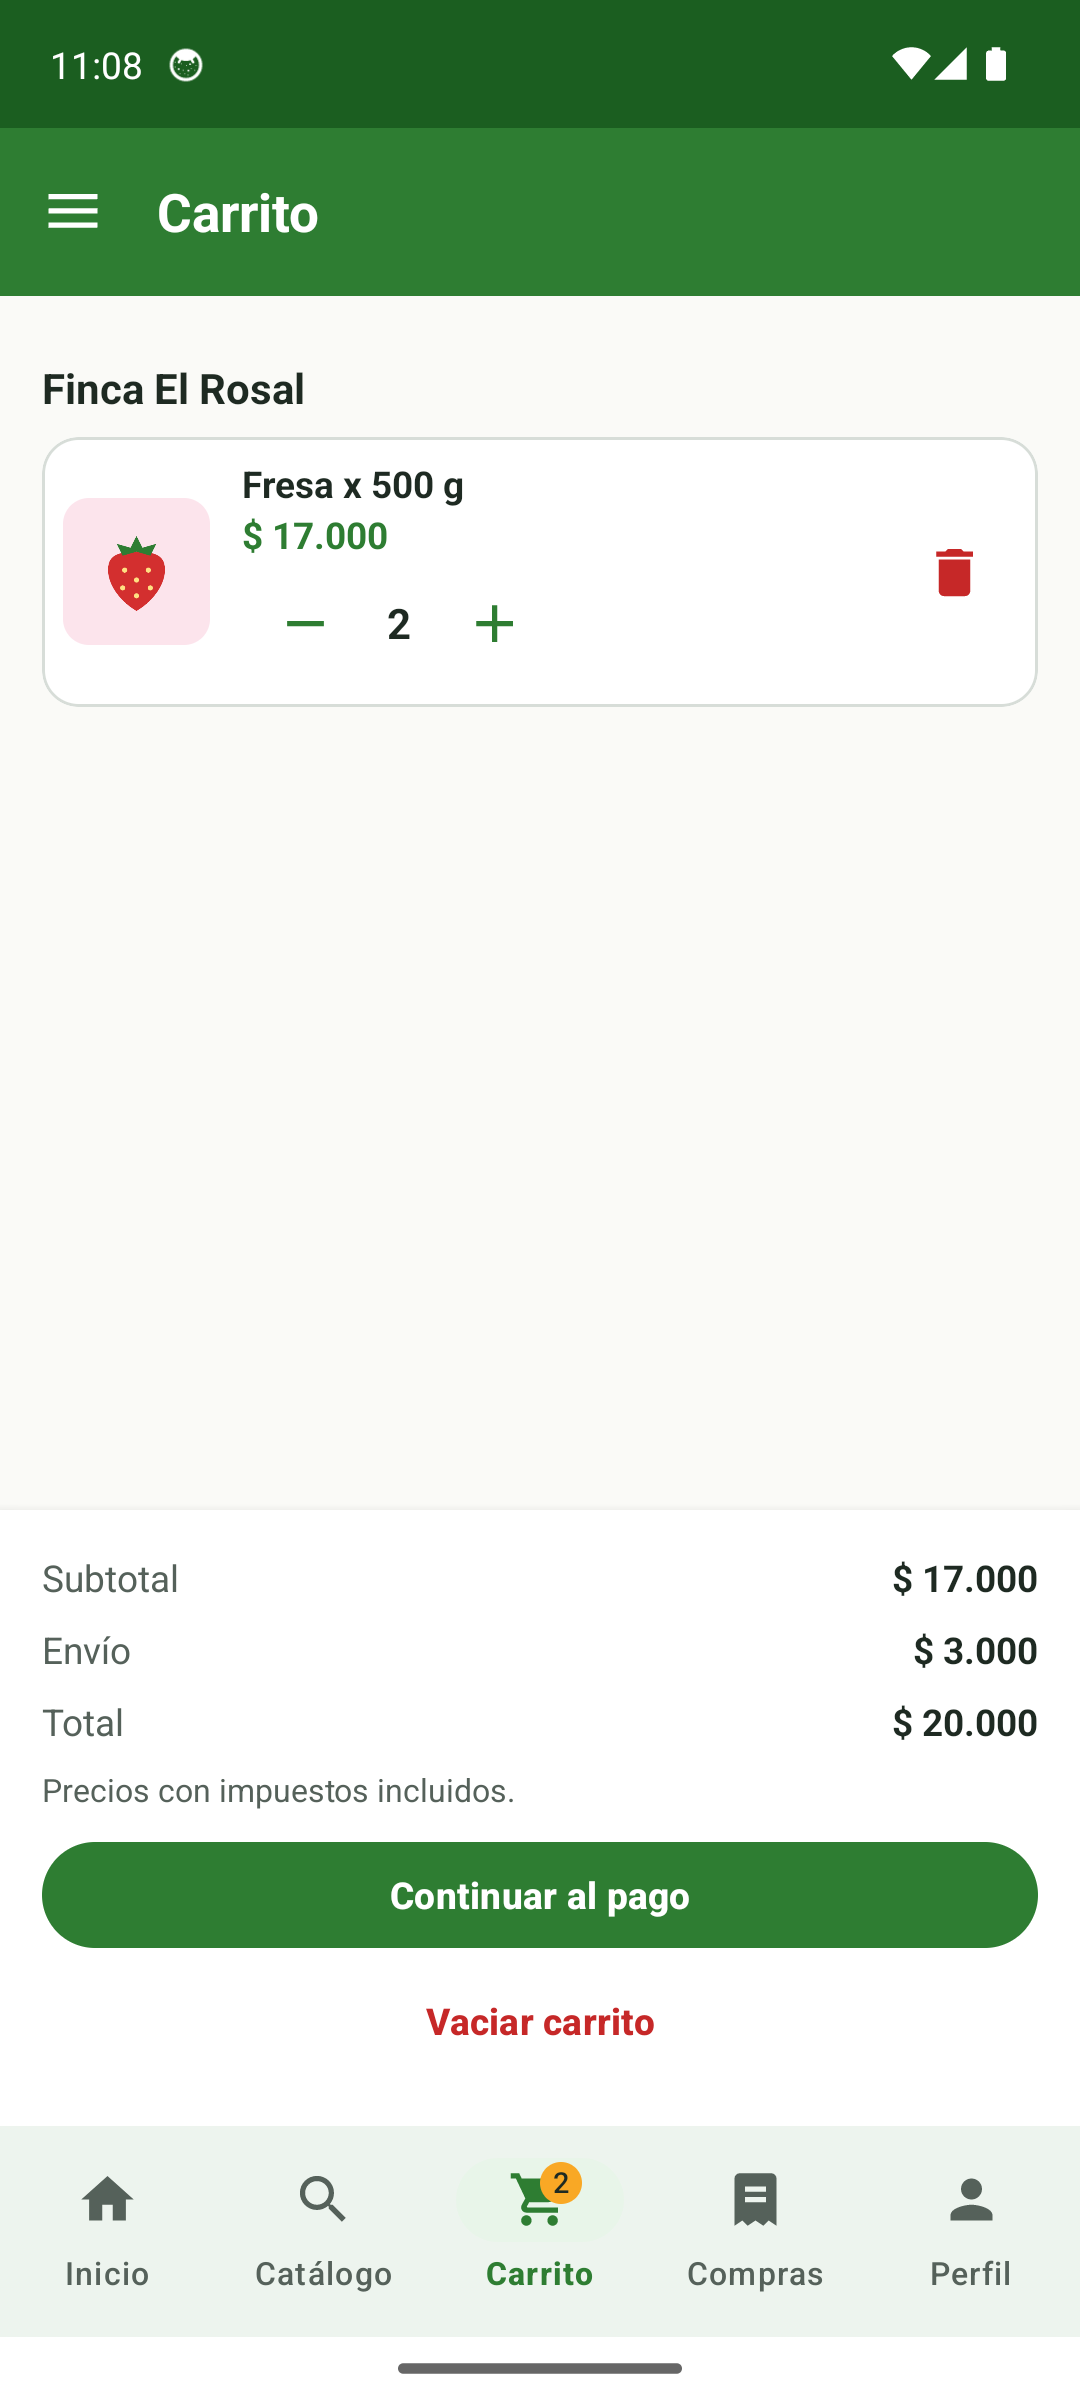 11:08
Carrito
Finca El Rosal
Fresa x 500 g
$ 17.000
2
Subtotal $ 17.000
Envío $ 3.000
Total $ 20.000
Precios con impuestos incluidos.
Continuar al pago
Vaciar carrito
2
Inicio Catálogo Carrito Compras Perfil